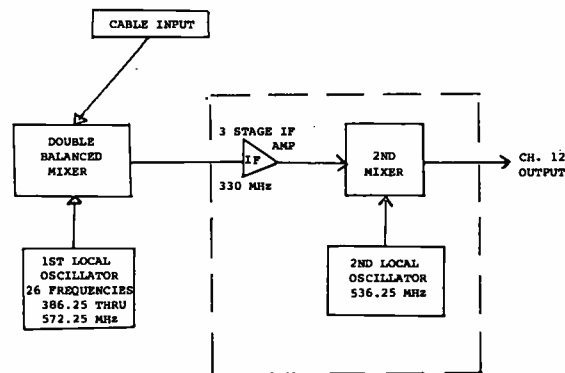 CABLE INPUT
DOUBLE
BALANCED
MIXER
3 STAGE IF
AMP
IF
330 MHz
2ND
MIXER
CH. 12
OUTPUT
1ST LOCAL
OSCILLATOR
26 FREQUENCIES
386.25 THRU
572.25 MHz
2ND LOCAL
OSCILLATOR
536.25 MHz